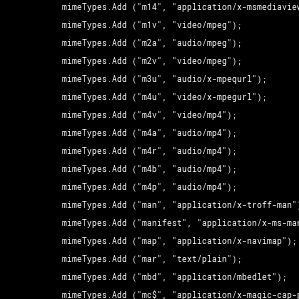 mimeTypes.Add ("m14", "application/x-msmediaview
mimeTypes.Add ("m1v", "video/mpeg");
mimeTypes.Add ("m2a", "audio/mpeg");
mimeTypes.Add ("m2v", "video/mpeg");
mimeTypes.Add ("m3u", "audio/x-mpequrl");
mimeTypes.Add ("m4u", "video/x-mpegurl");
mimeTypes.Add ("m4v", "video/mp4");
mimeTypes.Add ("m4a", "audio/mp4");
mimeTypes.Add ("m4r", "audio/mp4");
mimeTypes.Add ("m4b", "audio/mp4");
mimeTypes.Add ("m4p", "audio/mp4");
mimeTypes.Add ("man", "application/x-troff-man"
mimeTypes.Add ("manifest", "application/x-ms-man
mimeTypes.Add ("map", "application/x-navimap");
mimeTypes.Add ("mar", "text/plain");
mimeTypes.Add ("mbd", "application/mbedlet");
mimeTypes.Add ("mc$", "application/x-magic-cap-p